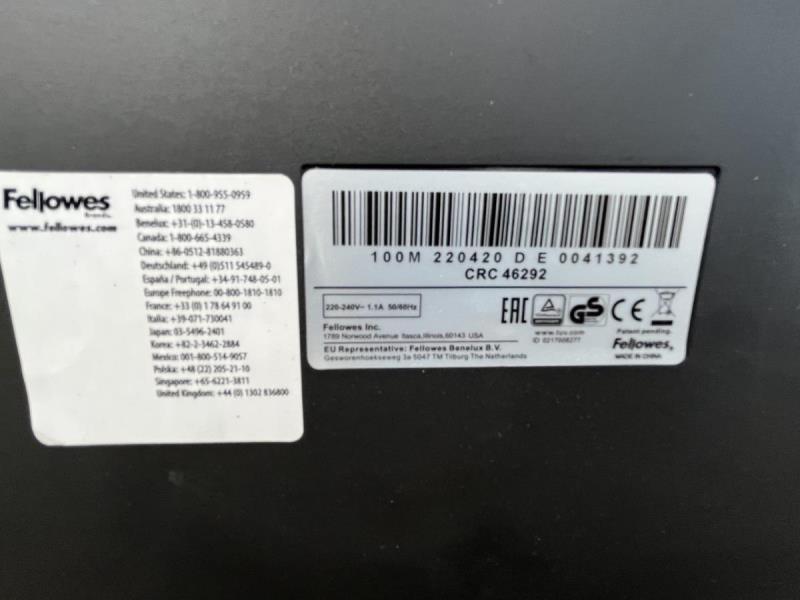 Fellowes
Brands
www.fellowes.com
United States: 1-800-955-0959
Australia: 1800 33 11 77
Benelux: +31-(0)-13-458-0580
Canada: 1-800-665-4339
China: +86-0512-81880363
Deutschland: +49 (0)511 545489-0
España / Portugal: +34-91-748-05-01
Europe Freephone: 00-800-1810-1810
France: +33 (0) 1 78 64 91 00
Italia: +39-071-730041
Japan: 03-5496-2401
Korea: +82-2-3462-2884
Mexico: 001-800-514-9057
Polska: +48 (22) 205-21-10
Singapore: +65-6221-3811
United Kingdom: +44 (0) 1302 836800
100M 220420 D E 0041392
CRC 46292
220-240V~ 1.1A 50/60Hz
EAC GS CE
Fellowes Inc.
1789 Norwood Avenue Itasca,Illinois,60143 USA
EU Representative: Fellowes Benelux B.V.
Gesworenhoekseweg 3a 5047 TM Tilburg The Netherlands
www.tuv.com
ID 0217008277
Patent pending.
Fellowes.
MADE IN CHINA